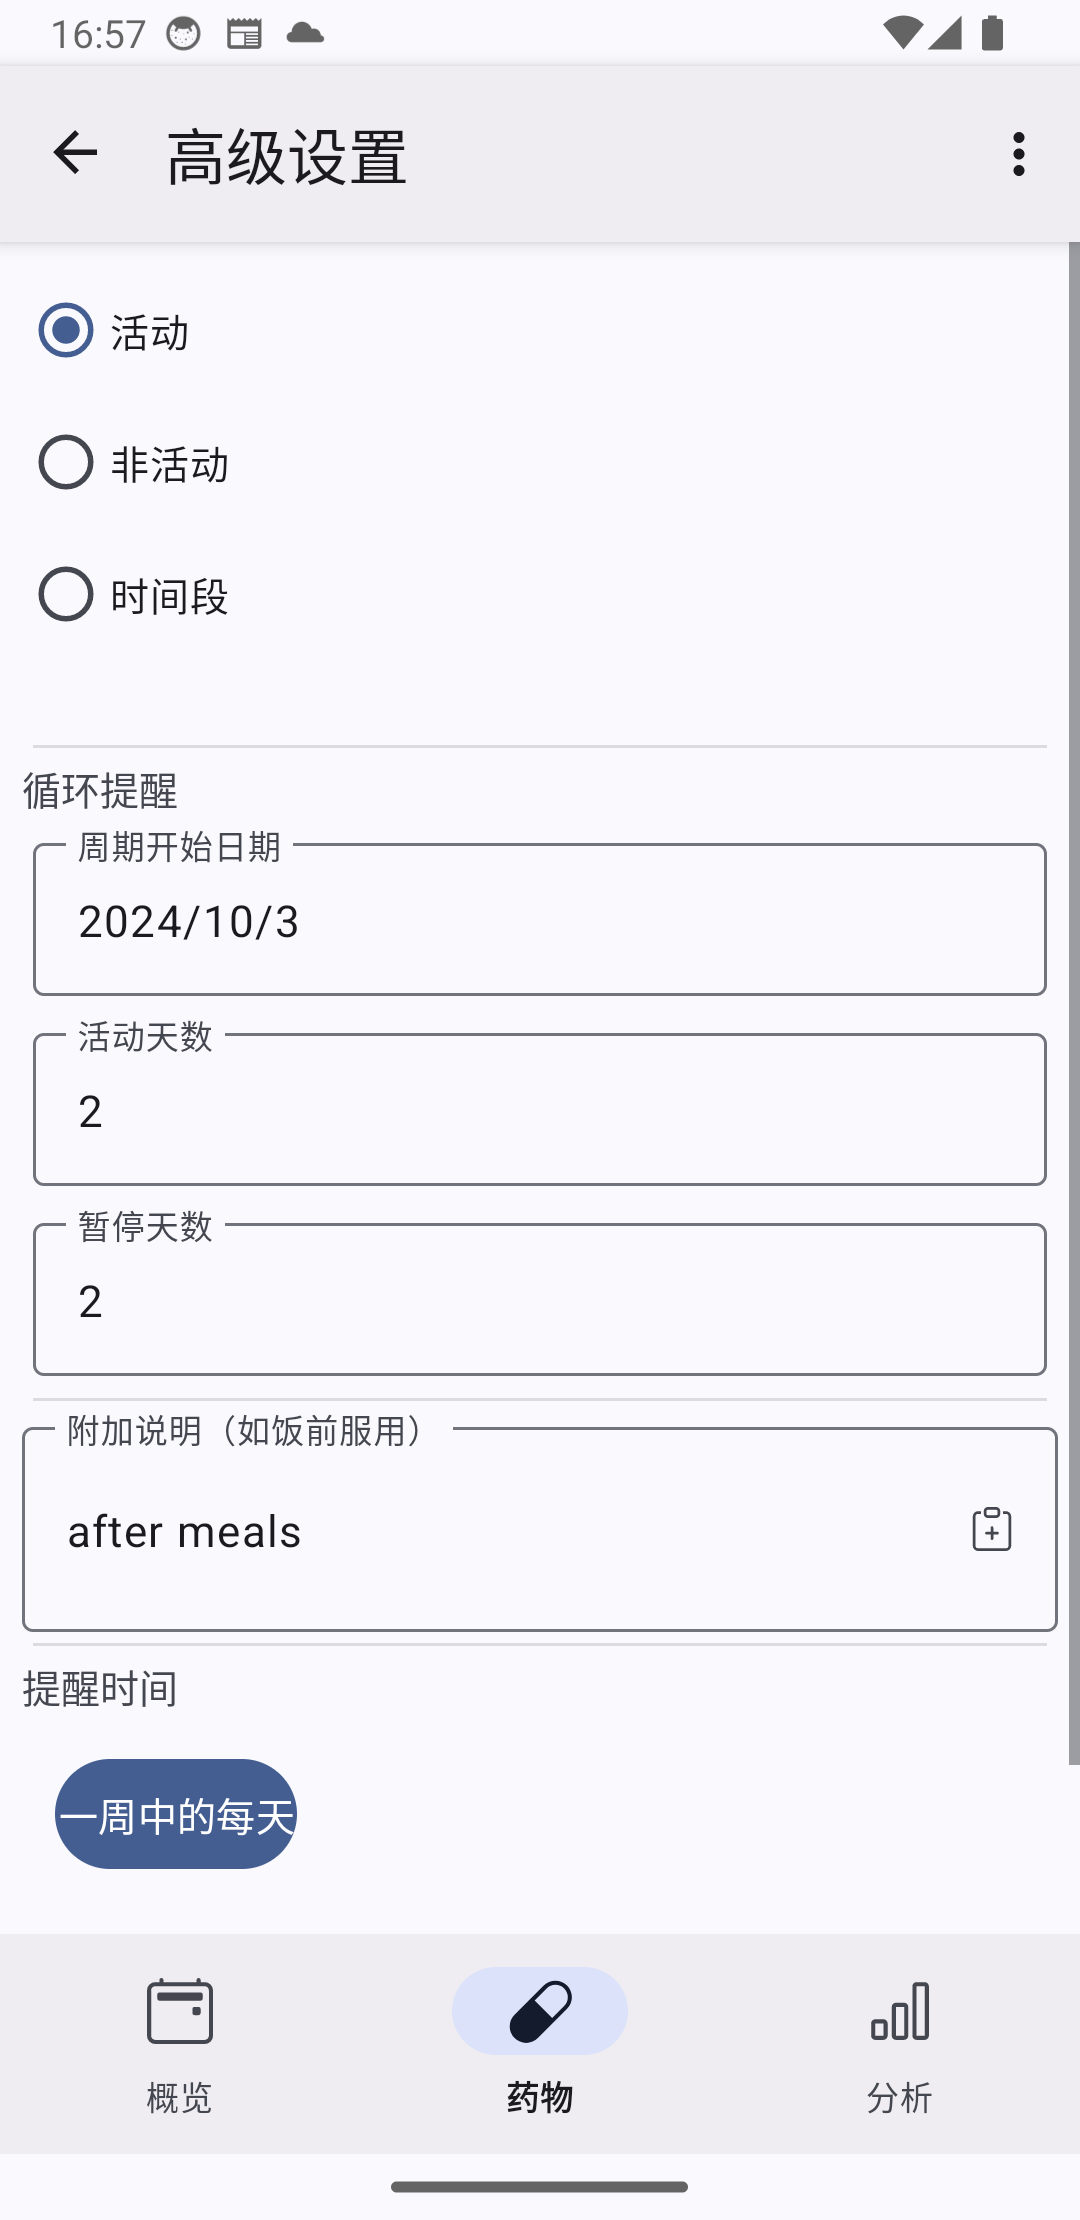 16:57
高级设置
活动
非活动
时间段
循环提醒
周期开始日期
2024/10/3
活动天数
2
暂停天数
2
附加说明（如饭前服用）
after meals
提醒时间
一周中的每天
概览
药物
分析